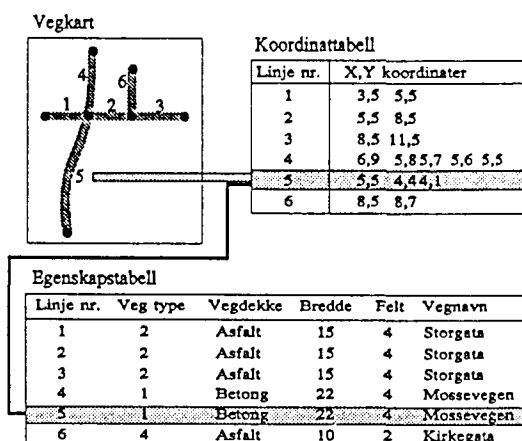 Vegkart
4
6
1 2 3
5
Koordinattabell
Linje nr. X,Y koordinater
1 3,5 5,5
2 5,5 8,5
3 8,5 11,5
4 6,9 5,8 5,7 5,6 5,5
5 5,5 4,4 4,1
6 8,5 8,7
Egenskapstabell
Linje nr. Veg type Vegdekke Bredde Felt Vegnavn
1 2 Asfalt 15 4 Storgata
2 2 Asfalt 15 4 Storgata
3 2 Asfalt 15 4 Storgata
4 1 Betong 22 4 Mossevegen
5 1 Betong 22 4 Mossevegen
6 4 Asfalt 10 2 Kirkegata